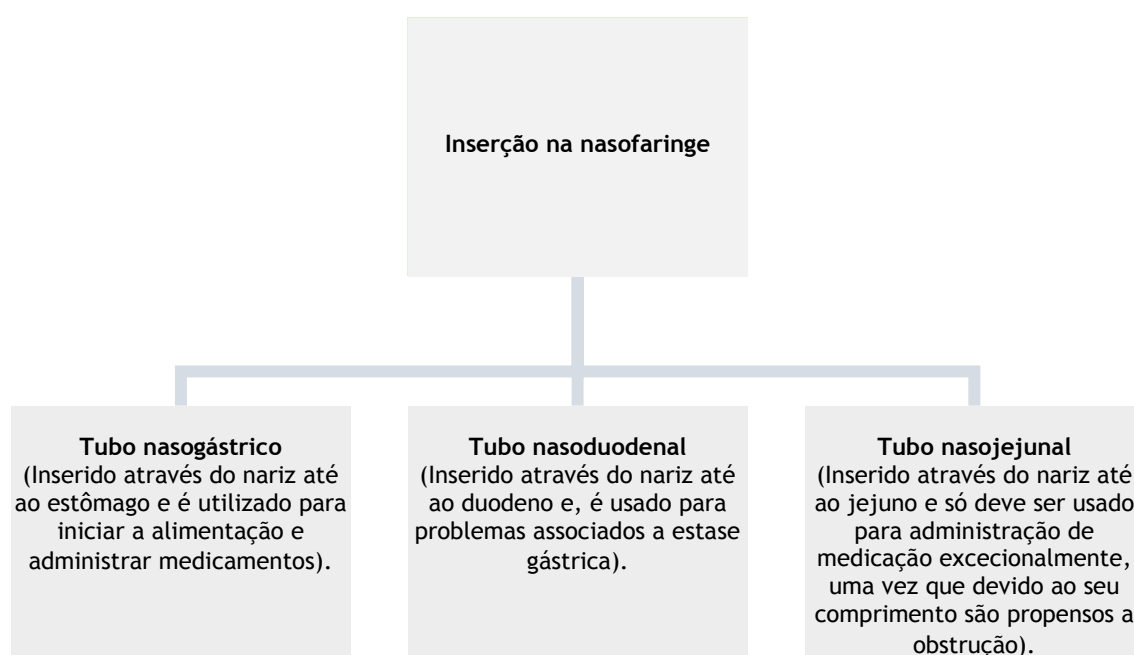 Inserção na nasofaringe
Tubo nasogástrico
(Inserido através do nariz até
ao estômago e é utilizado para
iniciar a alimentação e
administrar medicamentos).
Tubo nasoduodenal
(Inserido através do nariz até
ao duodeno e, é usado para
problemas associados a estase
gástrica).
Tubo nasojejunal
(Inserido através do nariz até
ao jejuno e só deve ser usado
para administração de
medicação excecionalmente,
uma vez que devido ao seu
comprimento são propensos a
obstrução).